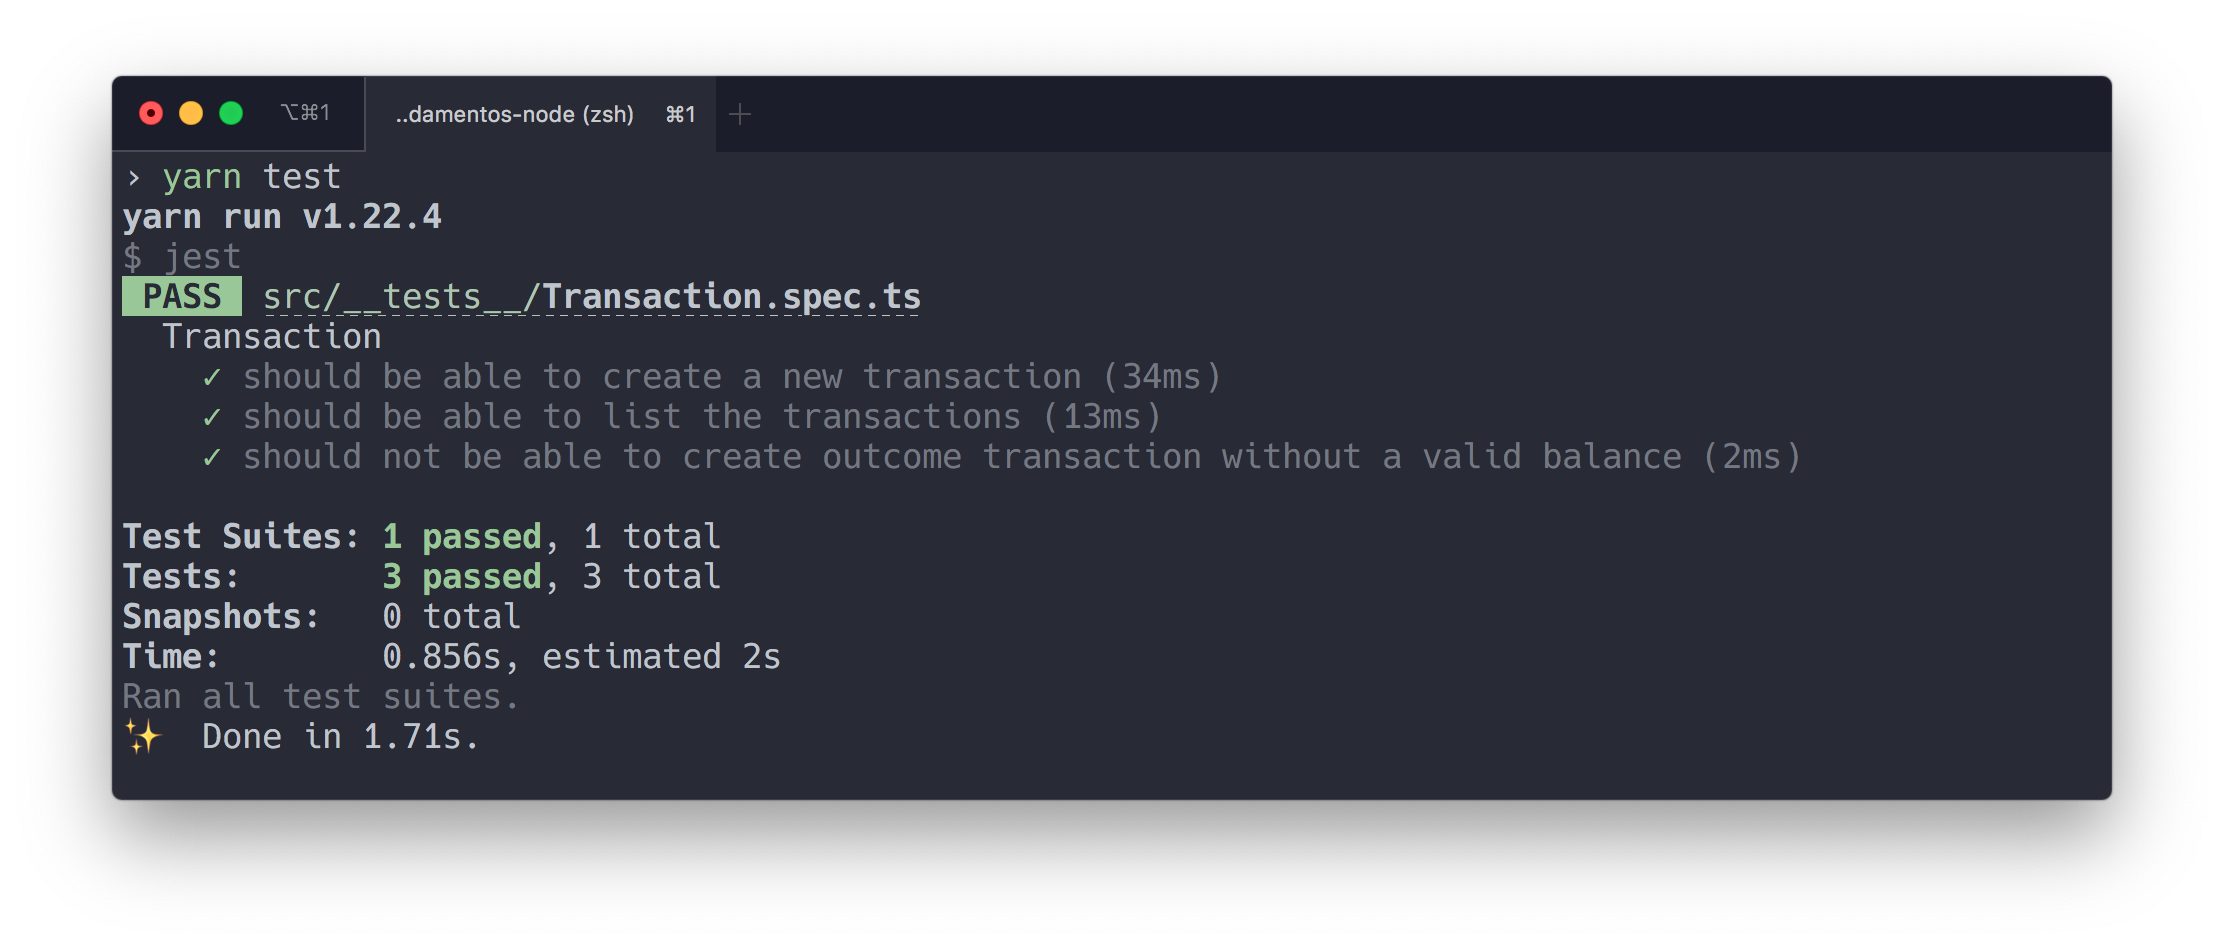 ⌥⌘1 ..damentos-node (zsh) ⌘1 +
› yarn test
yarn run v1.22.4
$ jest
PASS src/__tests__/Transaction.spec.ts
Transaction
✓ should be able to create a new transaction (34ms)
✓ should be able to list the transactions (13ms)
✓ should not be able to create outcome transaction without a valid balance (2ms)
Test Suites: 1 passed, 1 total
Tests: 3 passed, 3 total
Snapshots: 0 total
Time: 0.856s, estimated 2s
Ran all test suites.
✨ Done in 1.71s.